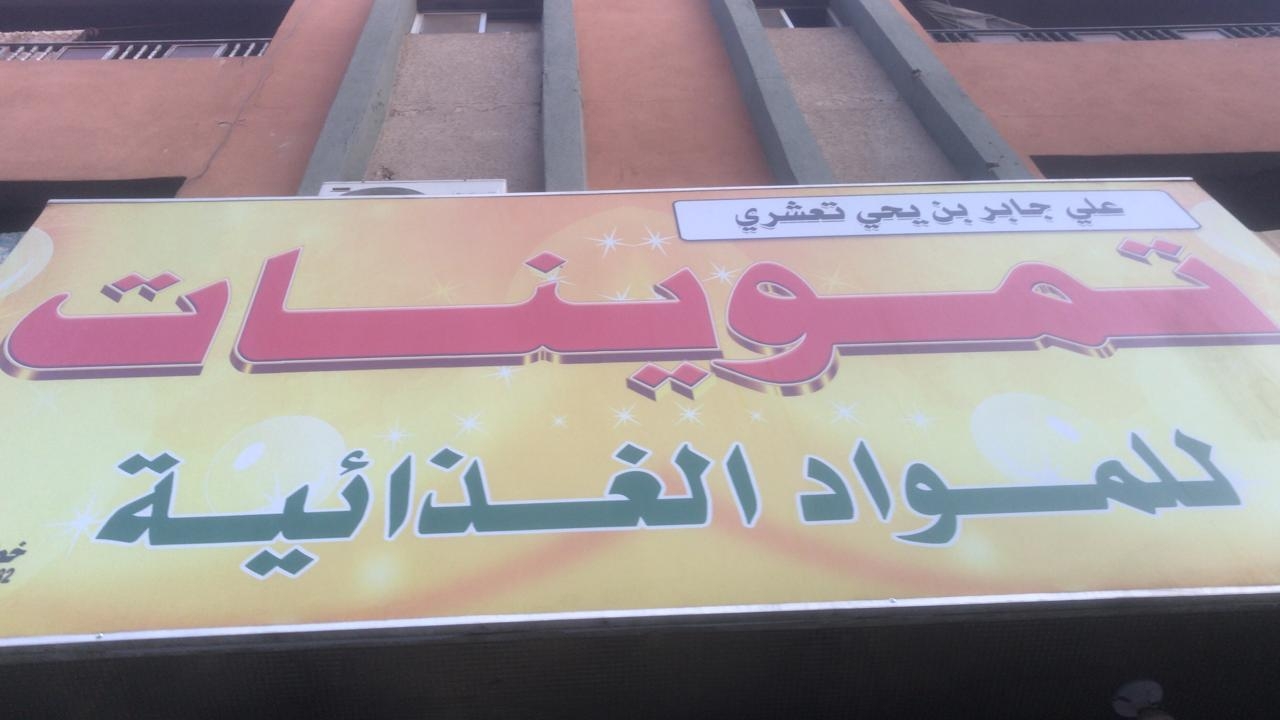 علي جابر بن يحي تعشري
تموينات
للمواد الغذائية